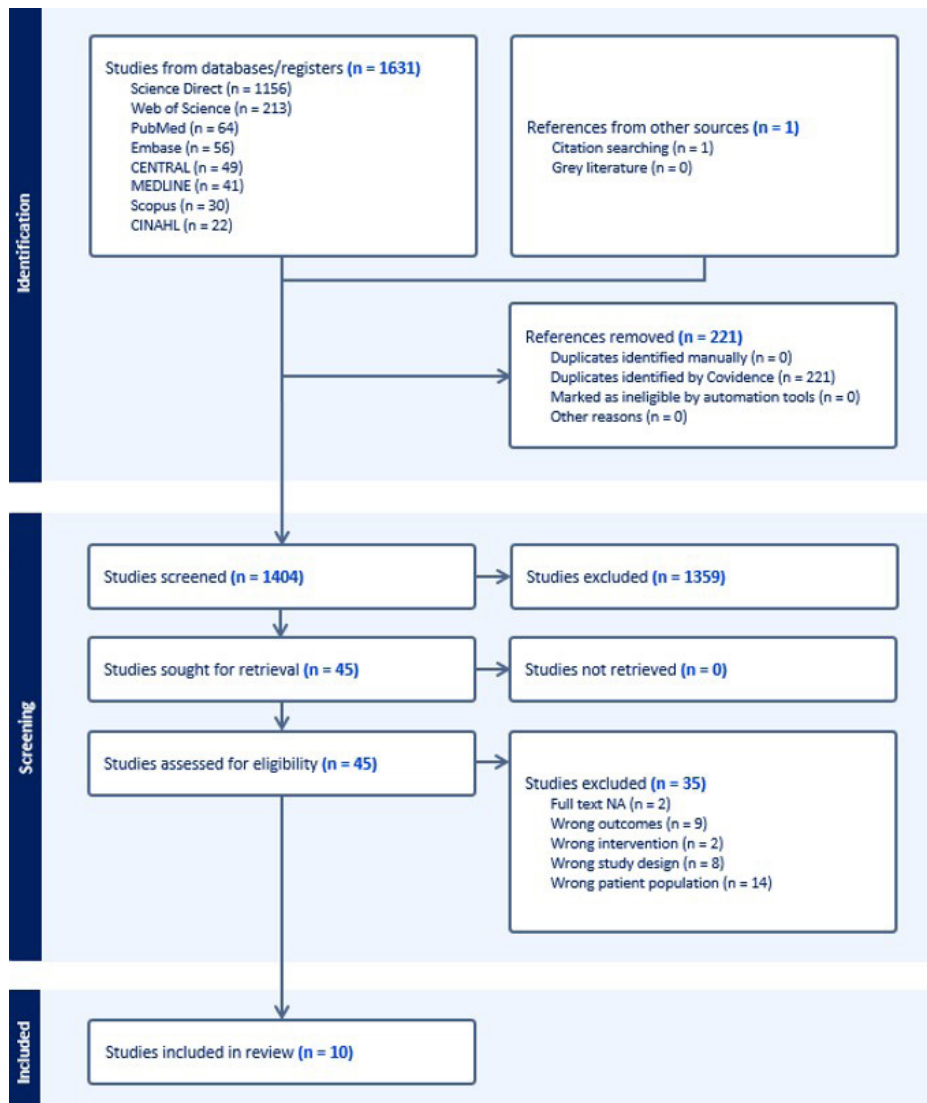 Identification
Studies from databases/registers (n = 1631)
Science Direct (n = 1156)
Web of Science (n = 213)
PubMed (n = 64)
Embase (n = 56)
CENTRAL (n = 49)
MEDLINE (n = 41)
Scopus (n = 30)
CINAHL (n = 22)
References from other sources (n = 1)
Citation searching (n = 1)
Grey literature (n = 0)
References removed (n = 221)
Duplicates identified manually (n = 0)
Duplicates identified by Covidence (n = 221)
Marked as ineligible by automation tools (n = 0)
Other reasons (n = 0)
Screening
Studies screened (n = 1404)
Studies excluded (n = 1359)
Studies sought for retrieval (n = 45)
Studies not retrieved (n = 0)
Studies assessed for eligibility (n = 45)
Studies excluded (n = 35)
Full text NA (n = 2)
Wrong outcomes (n = 9)
Wrong intervention (n = 2)
Wrong study design (n = 8)
Wrong patient population (n = 14)
Included
Studies included in review (n = 10)